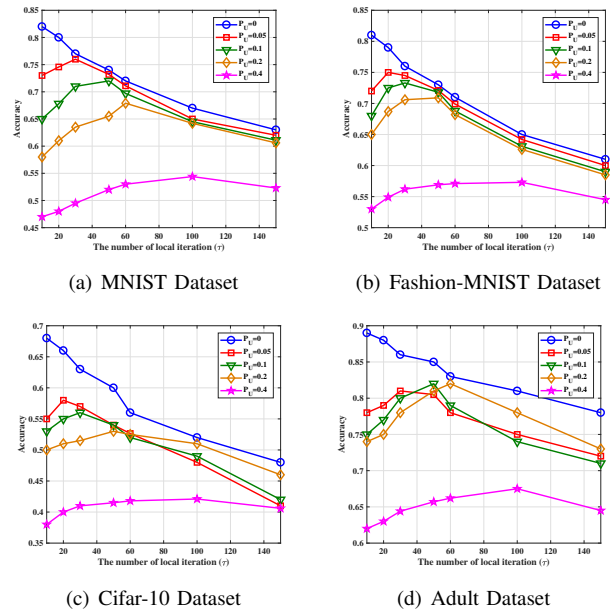 0.85
0.8
0.75
0.7
0.65
0.6
0.55
0.5
0.45
Accuracy
20 40 60 80 100 120 140
The number of local iteration (τ)
P_U=0
P_U=0.05
P_U=0.1
P_U=0.2
P_U=0.4
(a) MNIST Dataset
0.85
0.8
0.75
0.7
0.65
0.6
0.55
0.5
Accuracy
20 40 60 80 100 120 140
The number of local iteration (τ)
P_U=0
P_U=0.05
P_U=0.1
P_U=0.2
P_U=0.4
(b) Fashion-MNIST Dataset
0.7
0.65
0.6
0.55
0.5
0.45
0.4
0.35
Accuracy
20 40 60 80 100 120 140
The number of local iteration (τ)
P_U=0
P_U=0.05
P_U=0.1
P_U=0.2
P_U=0.4
(c) Cifar-10 Dataset
0.9
0.85
0.8
0.75
0.7
0.65
0.6
Accuracy
20 40 60 80 100 120 140
The number of local iteration (τ)
P_U=0
P_U=0.05
P_U=0.1
P_U=0.2
P_U=0.4
(d) Adult Dataset